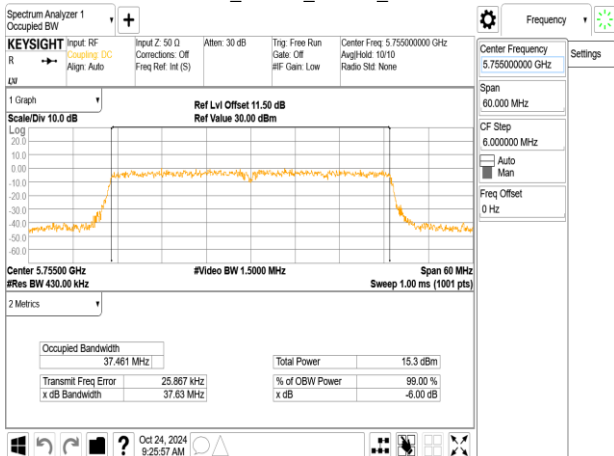 Spectrum Analyzer 1
Occupied BW
+
KEYSIGHT Input: RF Input Z: 50 Ω Atten: 30 dB Trig: Free Run Center Freq: 5.755000000 GHz
R Coupling: DC Corrections: Off Gate: Off Avg|Hold: 10/10
Align: Auto Freq Ref: Int (S) #IF Gain: Low Radio Std: None
LXI
Frequency
Settings
Center Frequency
5.755000000 GHz
Span
60.000 MHz
CF Step
6.000000 MHz
Auto
Man
Freq Offset
0 Hz
1 Graph
Ref Lvl Offset 11.50 dB
Scale/Div 10.0 dB Ref Value 30.00 dBm
Log
20.0
10.0
0.00
-10.0
-20.0
-30.0
-40.0
-50.0
-60.0
Center 5.75500 GHz #Video BW 1.5000 MHz Span 60 MHz
#Res BW 430.00 kHz Sweep 1.00 ms (1001 pts)
2 Metrics
Occupied Bandwidth
37.461 MHz Total Power 15.3 dBm
Transmit Freq Error 25.867 kHz % of OBW Power 99.00 %
x dB Bandwidth 37.63 MHz x dB -6.00 dB
? Oct 24, 2024
9:25:57 AM